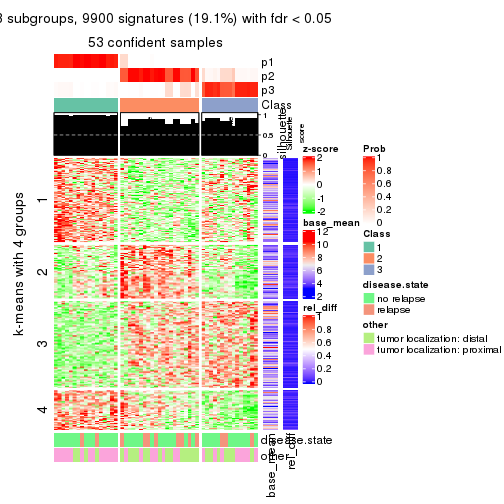 3 subgroups, 9900 signatures (19.1%) with fdr < 0.05
53 confident samples
p1
p2
p3
Class
1
0.5
0
silhouette
Silhouette
score
k-means with 4 groups
1
2
3
4
disease.state
other
base_mean
rel_diff
z-score
2
1
0
-1
-2
base_mean
12
10
8
6
4
2
rel_diff
1
0.8
0.6
0.4
0.2
0
Prob
1
0.8
0.6
0.4
0.2
0
Class
1
2
3
disease.state
no relapse
relapse
other
tumor localization: distal
tumor localization: proximal